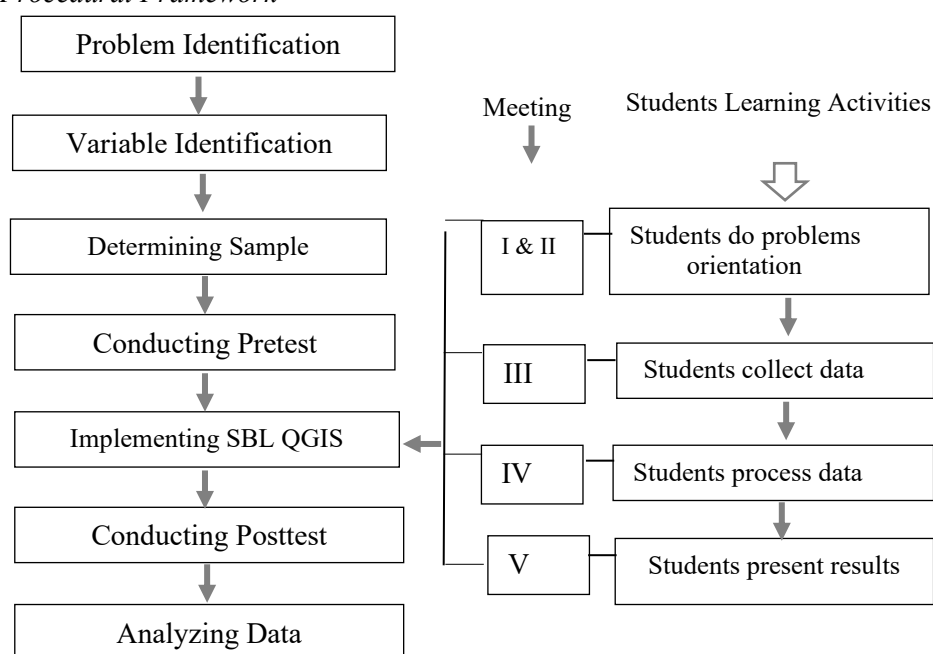 Procedural Framework
Problem Identification
Variable Identification
Determining Sample
Conducting Pretest
Implementing SBL QGIS
Conducting Posttest
Analyzing Data
Meeting
Students Learning Activities
I & II
Students do problems
orientation
III
Students collect data
IV
Students process data
V
Students present results